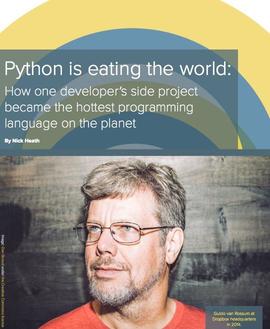 Python is eating the world:
How one developer's side project
became the hottest programming
language on the planet
By Nick Heath
Guido van Rossum at
Dropbox headquarters
in 2014.